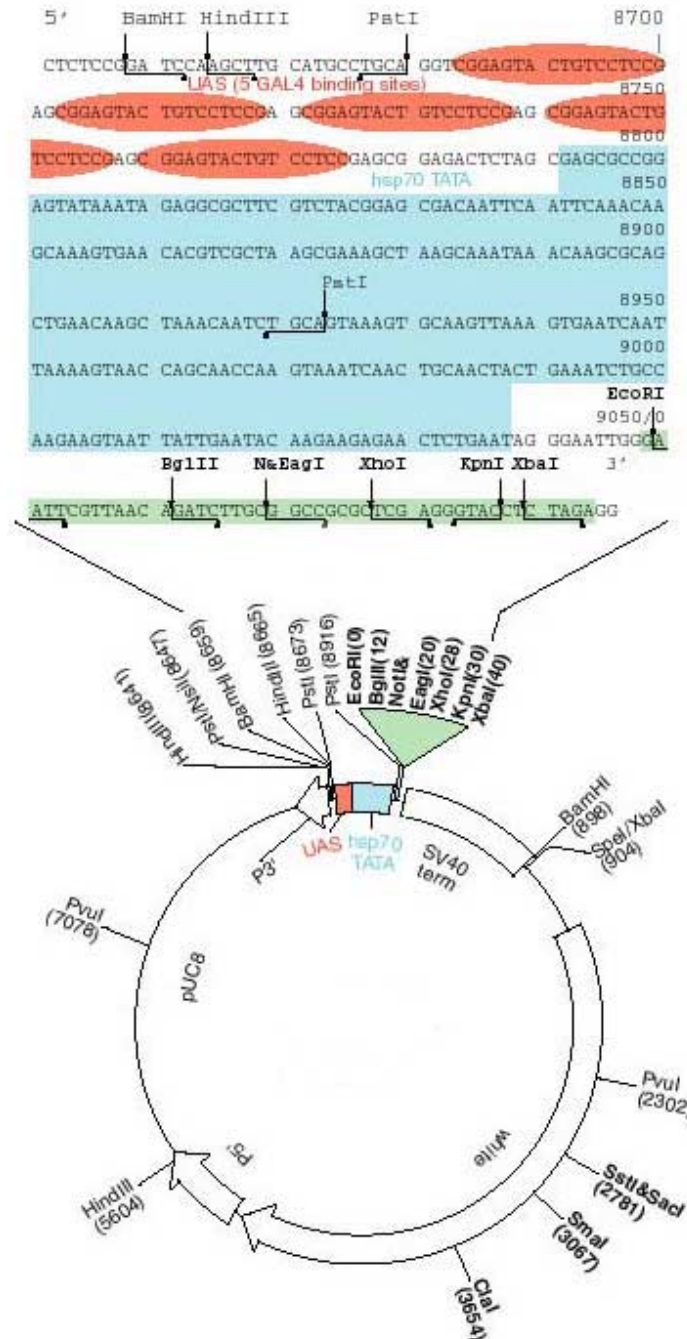 5' BamHI HindIII PstI 8700
CTCTCCGGA TCCAAGCTTG CATGCCTGCA GGTCGGAGTA CTGTCCTCCG
UAS (5 GAL4 binding sites) 8750
AGCGGAGTAC TGTCCTCCGA GCGGAGTACT GTCCTCCGAG CGGAGTACTG
8800
TCCTCCGAGC GGAGTACTGT CCTCCGAGCG GAGACTCTAGC GAGCGCCGG
hsp70 TATA 8850
AGTATAAATA GAGGCGCTTC GTCTACGGAG CGACAATTCA ATTCAAACAA
8900
GCAAAGTGAA CACGTCGCTA AGCGAAAGCT AAGCAAATAA ACAAGCGCAG
PstI 8950
CTGAACAAGC TAAACAATCT GCAGTAAAGT GCAAGTTAAA GTGAATCAAT
9000
TAAAAGTAAC CAGCAACCAA GTAAATCAAC TGCAACTACT GAAATCTGCC
EcoRI
9050/0
AAGAAGTAAT TATTGAATAC AAGAAGAGAA CTCTGAATAG GGAATTGGGA
BglII N&EagI XhoI KpnI XbaI 3'
ATTCGTTAAC AGATCTTGCG GCCGCGCTCG AGGGTACCTC TAGAGG
HindIII(8641)
PstI/NsiI(8647)
BamHI (8659)
HindIII (8665)
PstI (8673)
PstI (8916)
EcoRI(0)
BglII(12)
NotI&
EagI(20)
XhoI(28)
KpnI(30)
XbaI(40)
P3'
UAS
hsp70
TATA
SV40
term
BamHI
(898)
SpeI/XbaI
(904)
PvuI
(7078)
pUC8
PvuI
(2302)
white
P5'
HindIII
(5604)
SstI&SacI
(2781)
SmaI
(3067)
ClaI
(3654)